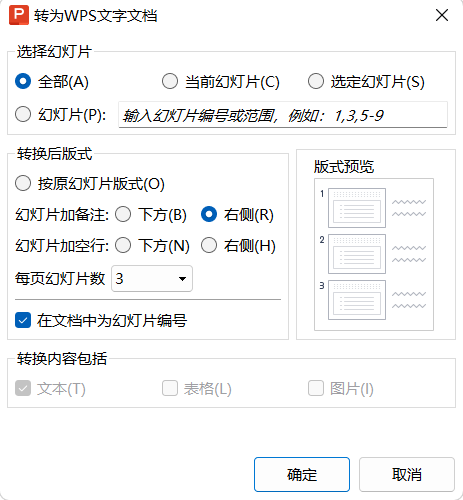 P 转为WPS文字文档
选择幻灯片
全部(A) 当前幻灯片(C) 选定幻灯片(S)
幻灯片(P): 输入幻灯片编号或范围，例如：1,3,5-9
转换后版式
按原幻灯片版式(O)
幻灯片加备注: 下方(B) 右侧(R)
幻灯片加空行: 下方(N) 右侧(H)
每页幻灯片数 3
在文档中为幻灯片编号
版式预览
1
2
3
转换内容包括
文本(T) 表格(L) 图片(I)
确定 取消